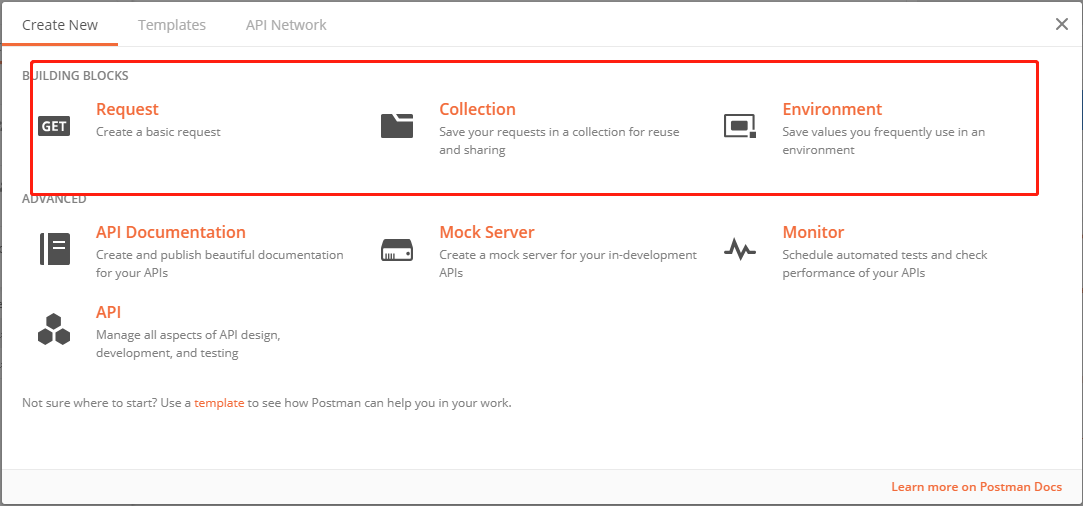 Create New
Templates
API Network
BUILDING BLOCKS
GET
Request
Create a basic request
Collection
Save your requests in a collection for reuse
and sharing
Environment
Save values you frequently use in an
environment
ADVANCED
API Documentation
Create and publish beautiful documentation
for your APIs
Mock Server
Create a mock server for your in-development
APIs
Monitor
Schedule automated tests and check
performance of your APIs
API
Manage all aspects of API design,
development, and testing
Not sure where to start? Use a template to see how Postman can help you in your work.
Learn more on Postman Docs